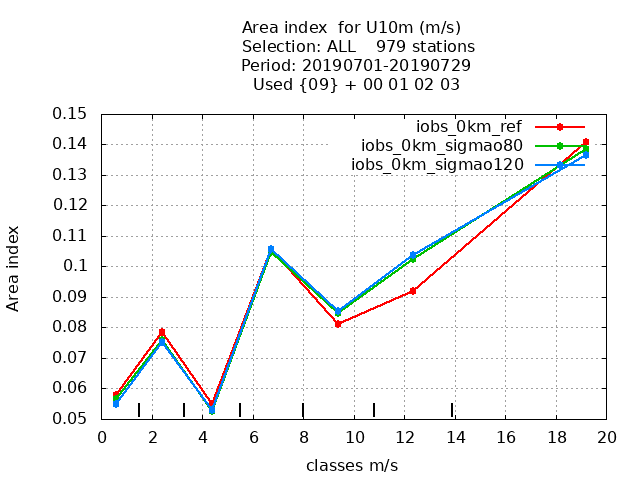 Area index  for U10m (m/s)
Selection: ALL    979 stations
Period: 20190701-20190729
Used {09} + 00 01 02 03
iobs_0km_ref
iobs_0km_sigmao80
iobs_0km_sigmao120
0.15
0.14
0.13
0.12
0.11
0.1
0.09
0.08
0.07
0.06
0.05
Area index
0 2 4 6 8 10 12 14 16 18 20
classes m/s